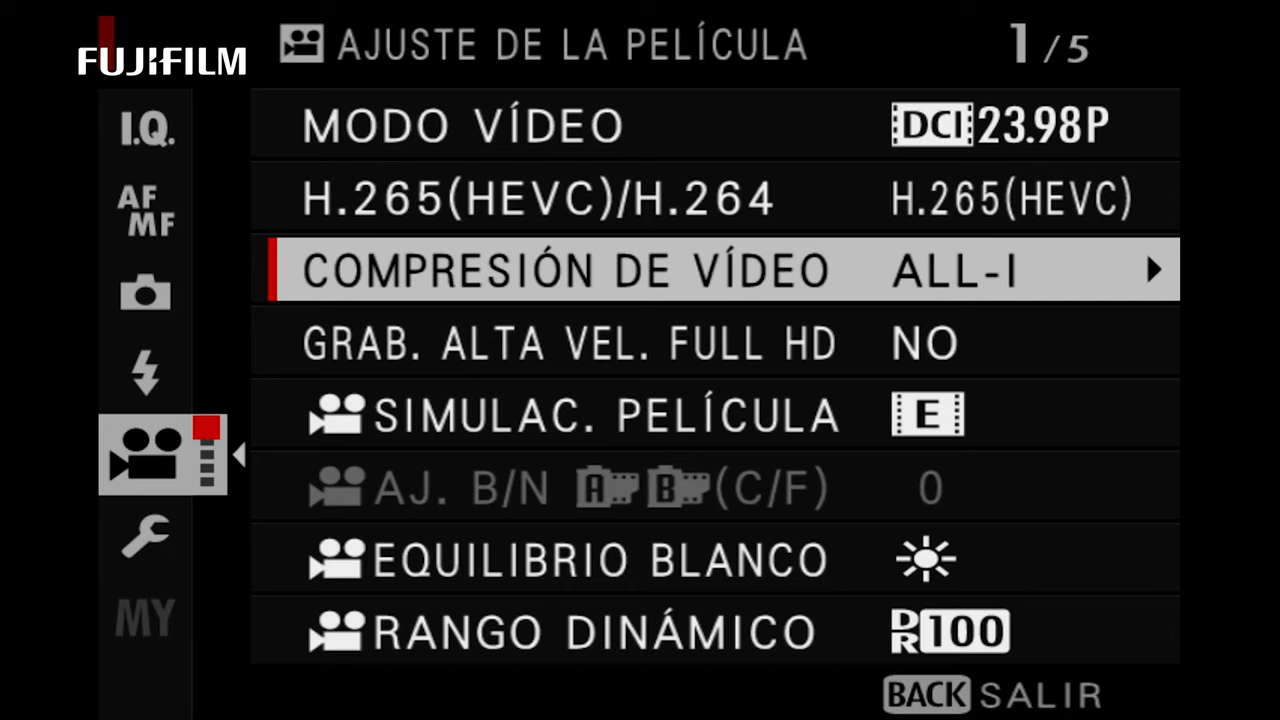 FUJIFILM
AJUSTE DE LA PELÍCULA 1/5
I.Q.
AF
MF
MY
MODO VÍDEO DCI 23.98P
H.265(HEVC)/H.264 H.265(HEVC)
COMPRESIÓN DE VÍDEO ALL-I
GRAB. ALTA VEL. FULL HD NO
SIMULAC. PELÍCULA E
AJ. B/N A B (C/F) 0
EQUILIBRIO BLANCO
RANGO DINÁMICO DR100
BACK SALIR